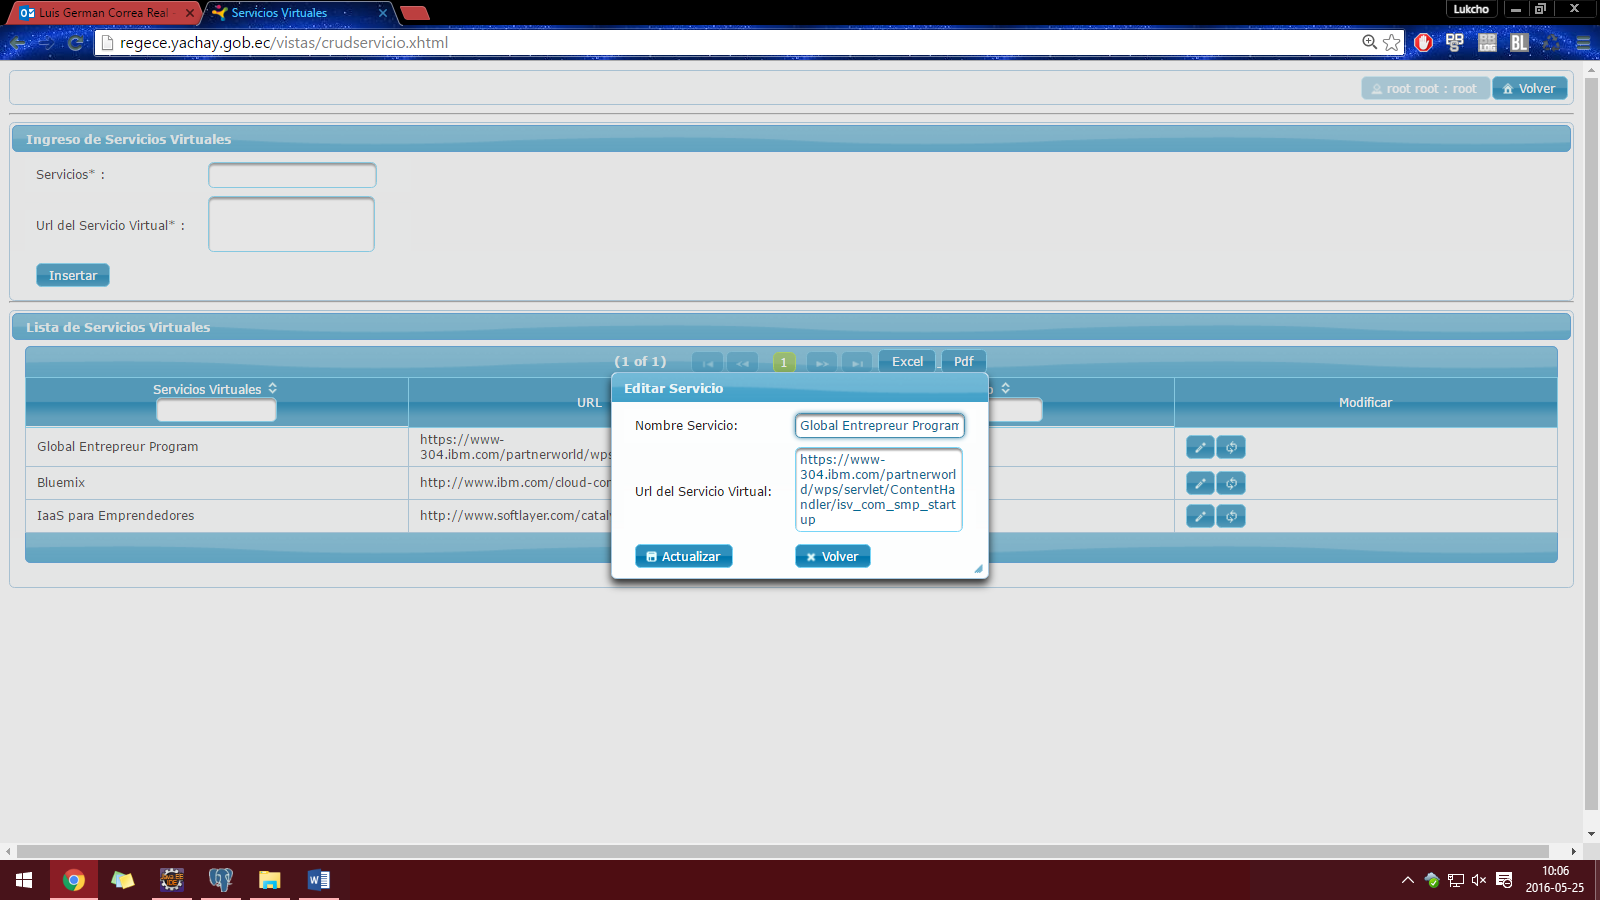 Luis German Correa Real
Servicios Virtuales
Lukcho
regece.yachay.gob.ec/vistas/crudservicio.xhtml
root root : root
Volver
Ingreso de Servicios Virtuales
Servicios* :
Url del Servicio Virtual* :
Insertar
Lista de Servicios Virtuales
(1 of 1)
1
Excel
Pdf
Servicios Virtuales
URL
Modificar
Global Entrepreur Program
https://www-
304.ibm.com/partnerworld/wps
Bluemix
http://www.ibm.com/cloud-co
IaaS para Emprendedores
http://www.softlayer.com/cataly
Editar Servicio
Nombre Servicio:
Global Entrepreur Program
Url del Servicio Virtual:
https://www-
304.ibm.com/partnerworl
d/wps/servlet/ContentHa
ndler/isv_com_smp_start
up
Actualizar
Volver
10:06
2016-05-25